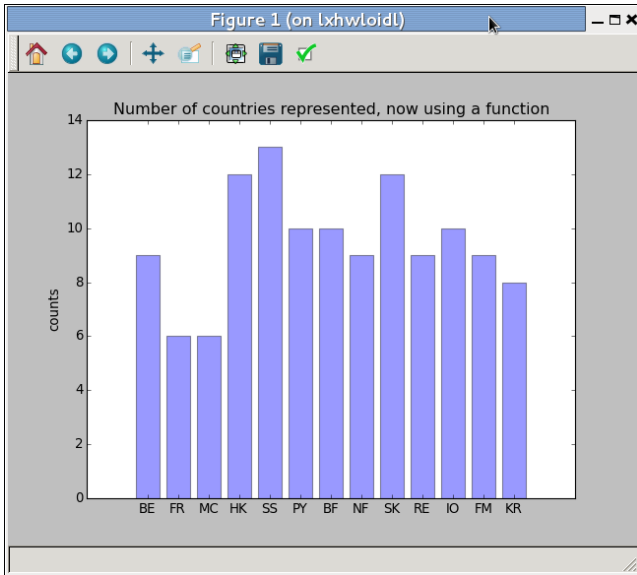 Figure 1 (on lxhwloidl)
Number of countries represented, now using a function
14
12
10
8
6
4
2
0
counts
BE FR MC HK SS PY BF NF SK RE IO FM KR